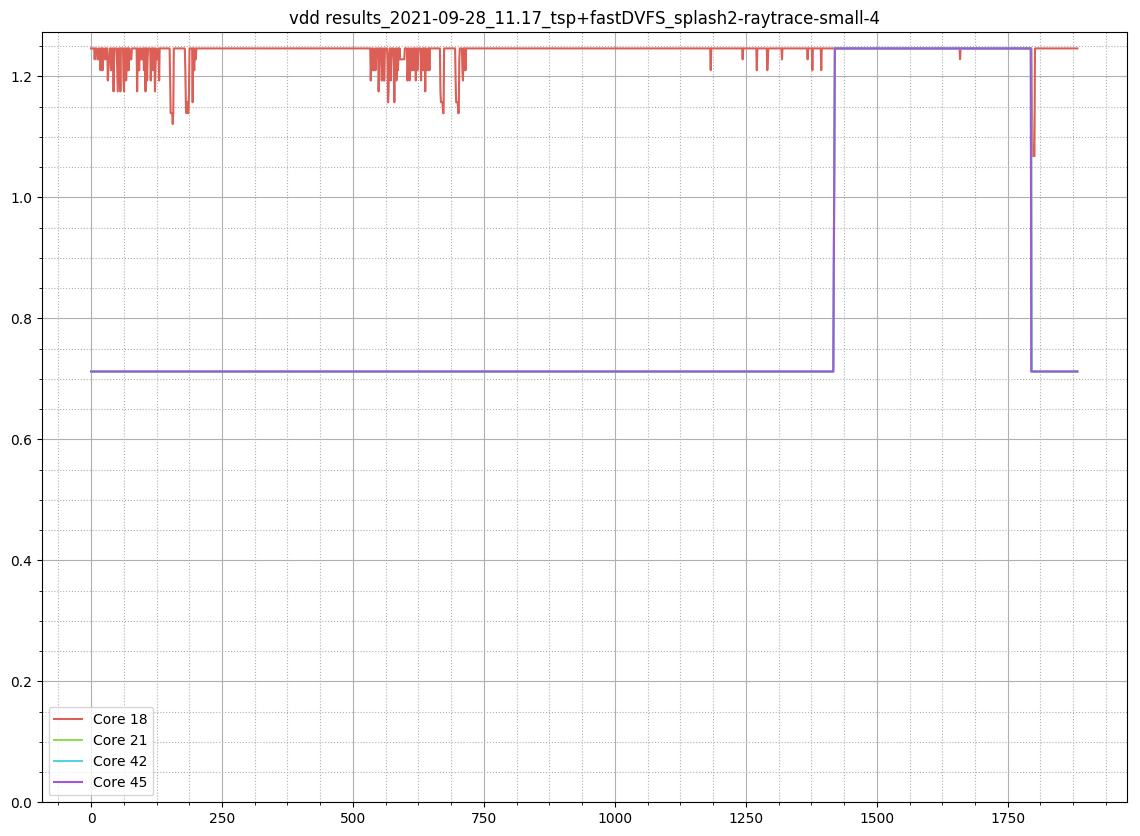 vdd results_2021-09-28_11.17_tsp+fastDVFS_splash2-raytrace-small-4
1.2
1.0
0.8
0.6
0.4
0.2
0.0
Core 18
Core 21
Core 42
Core 45
0 250 500 750 1000 1250 1500 1750